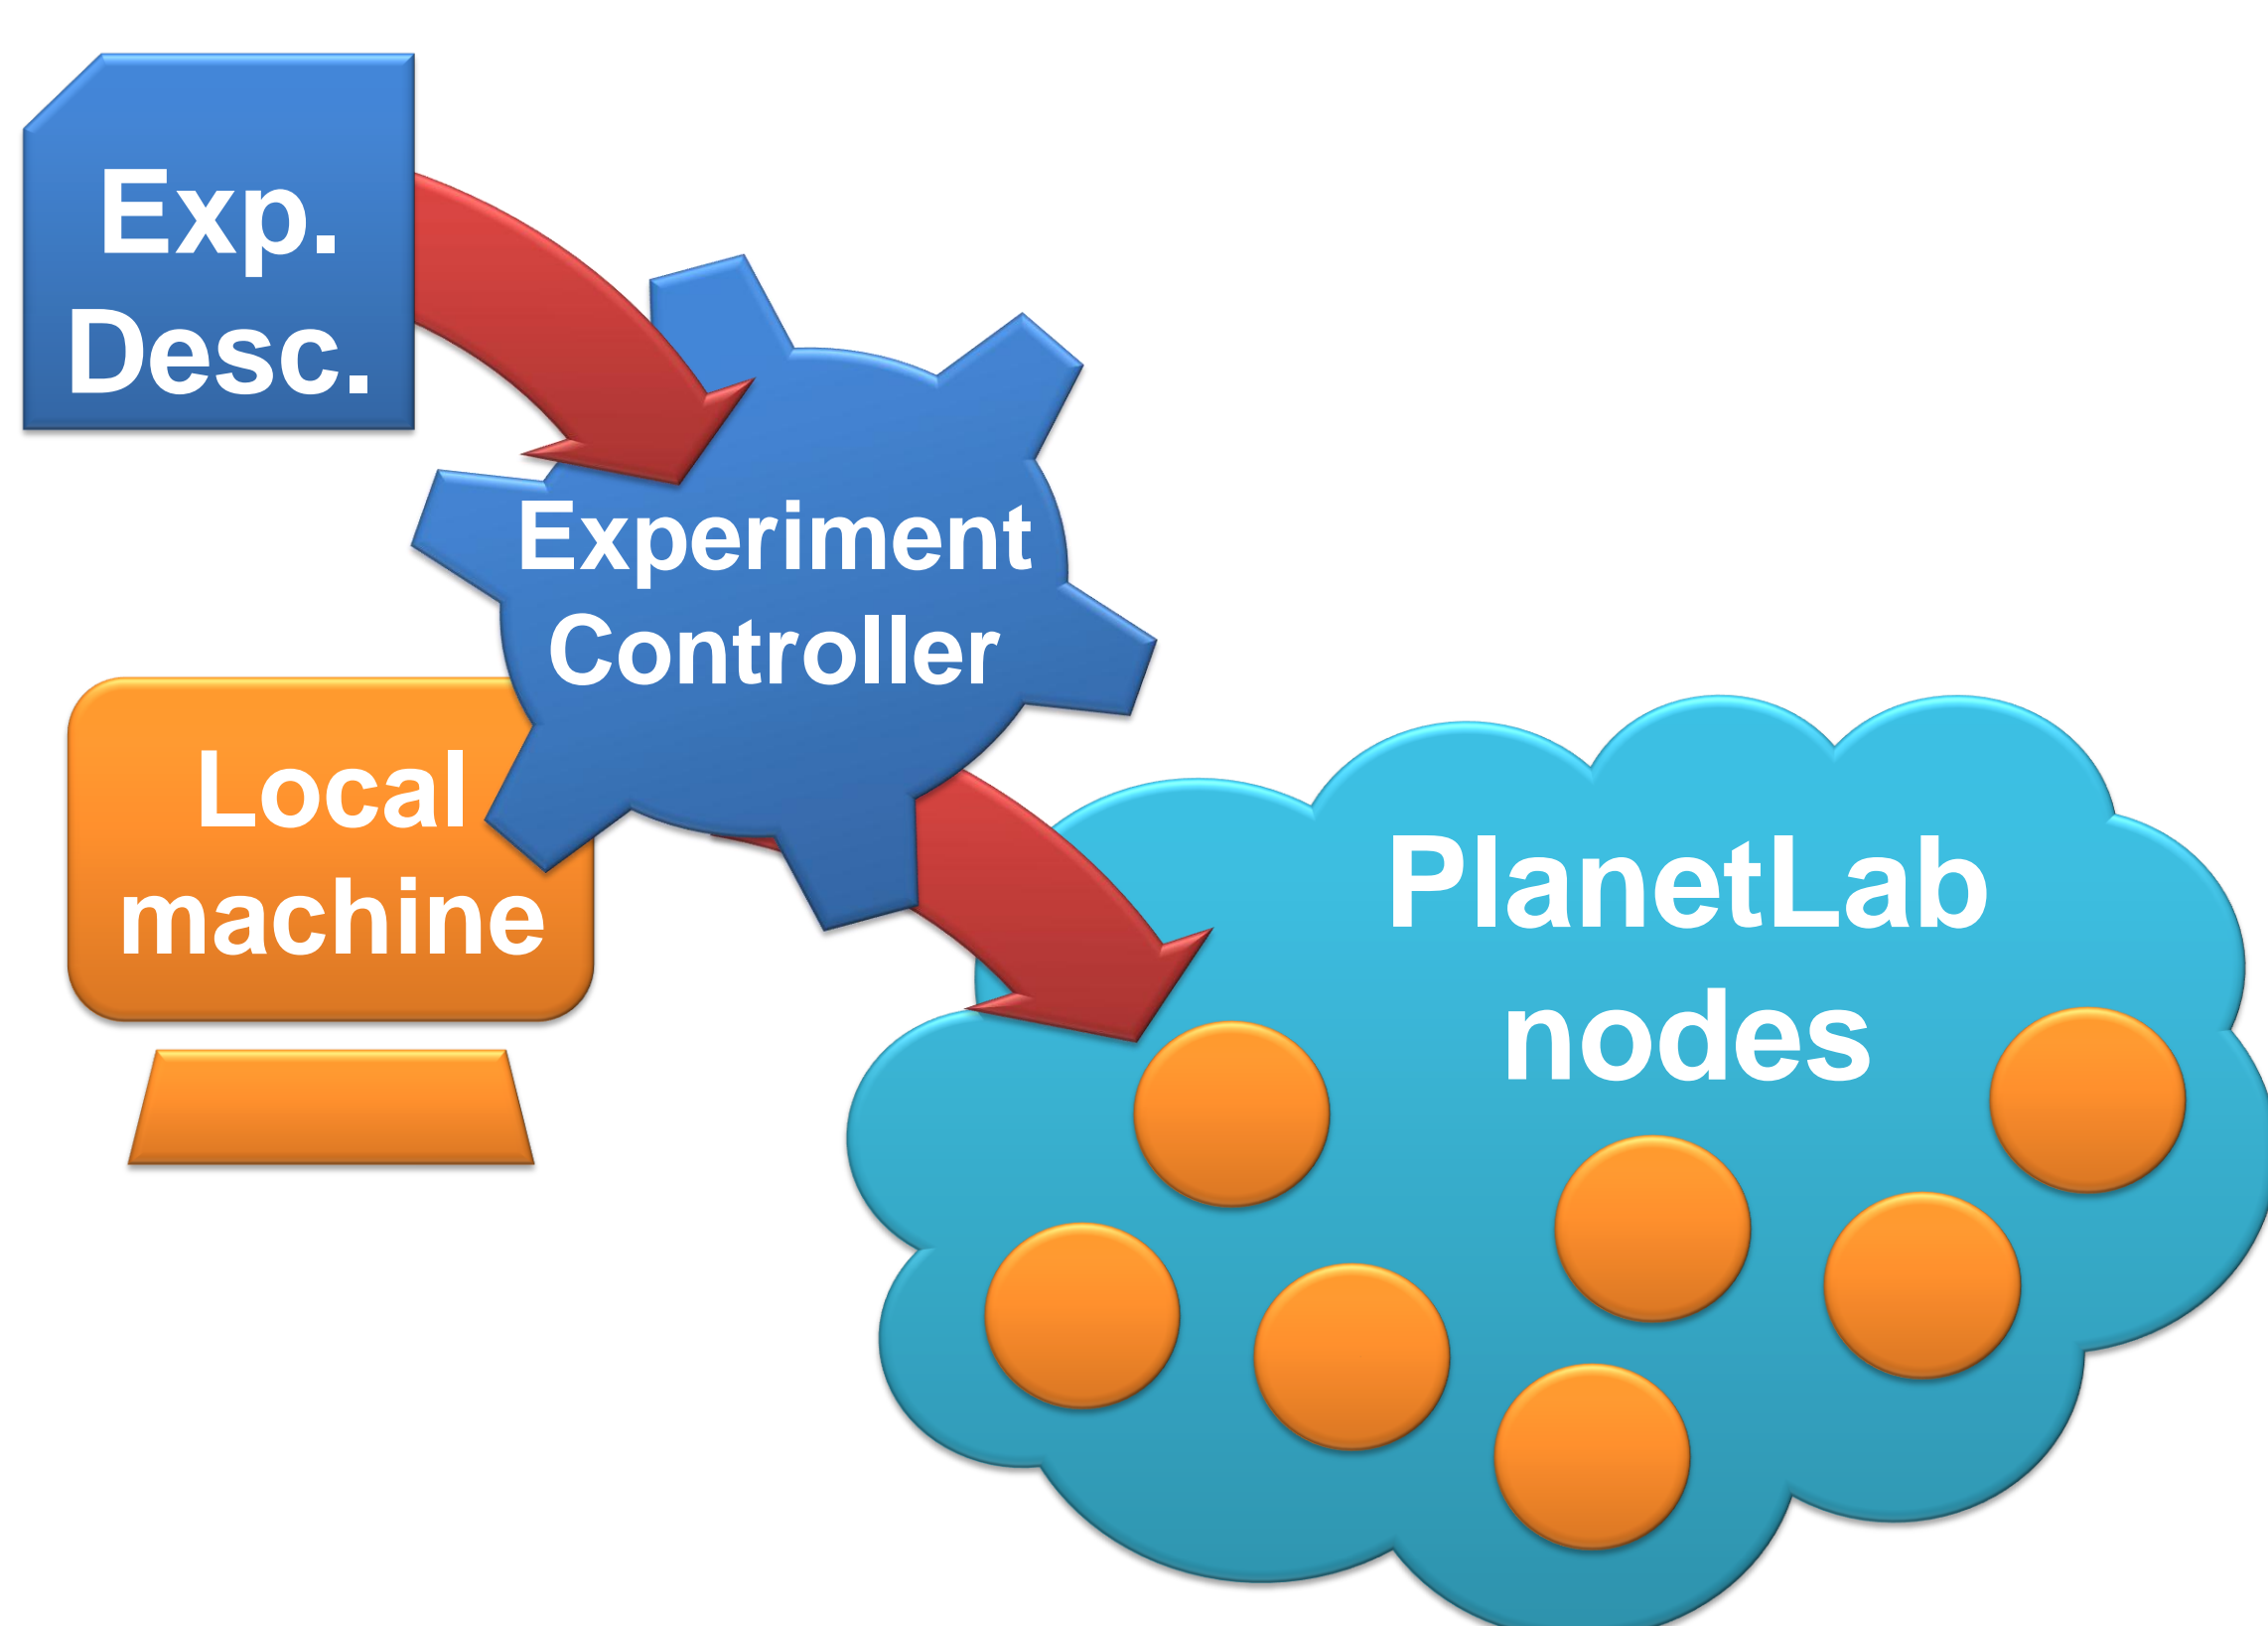 Exp.
Desc.
Experiment
Controller
Local
machine
PlanetLab
nodes